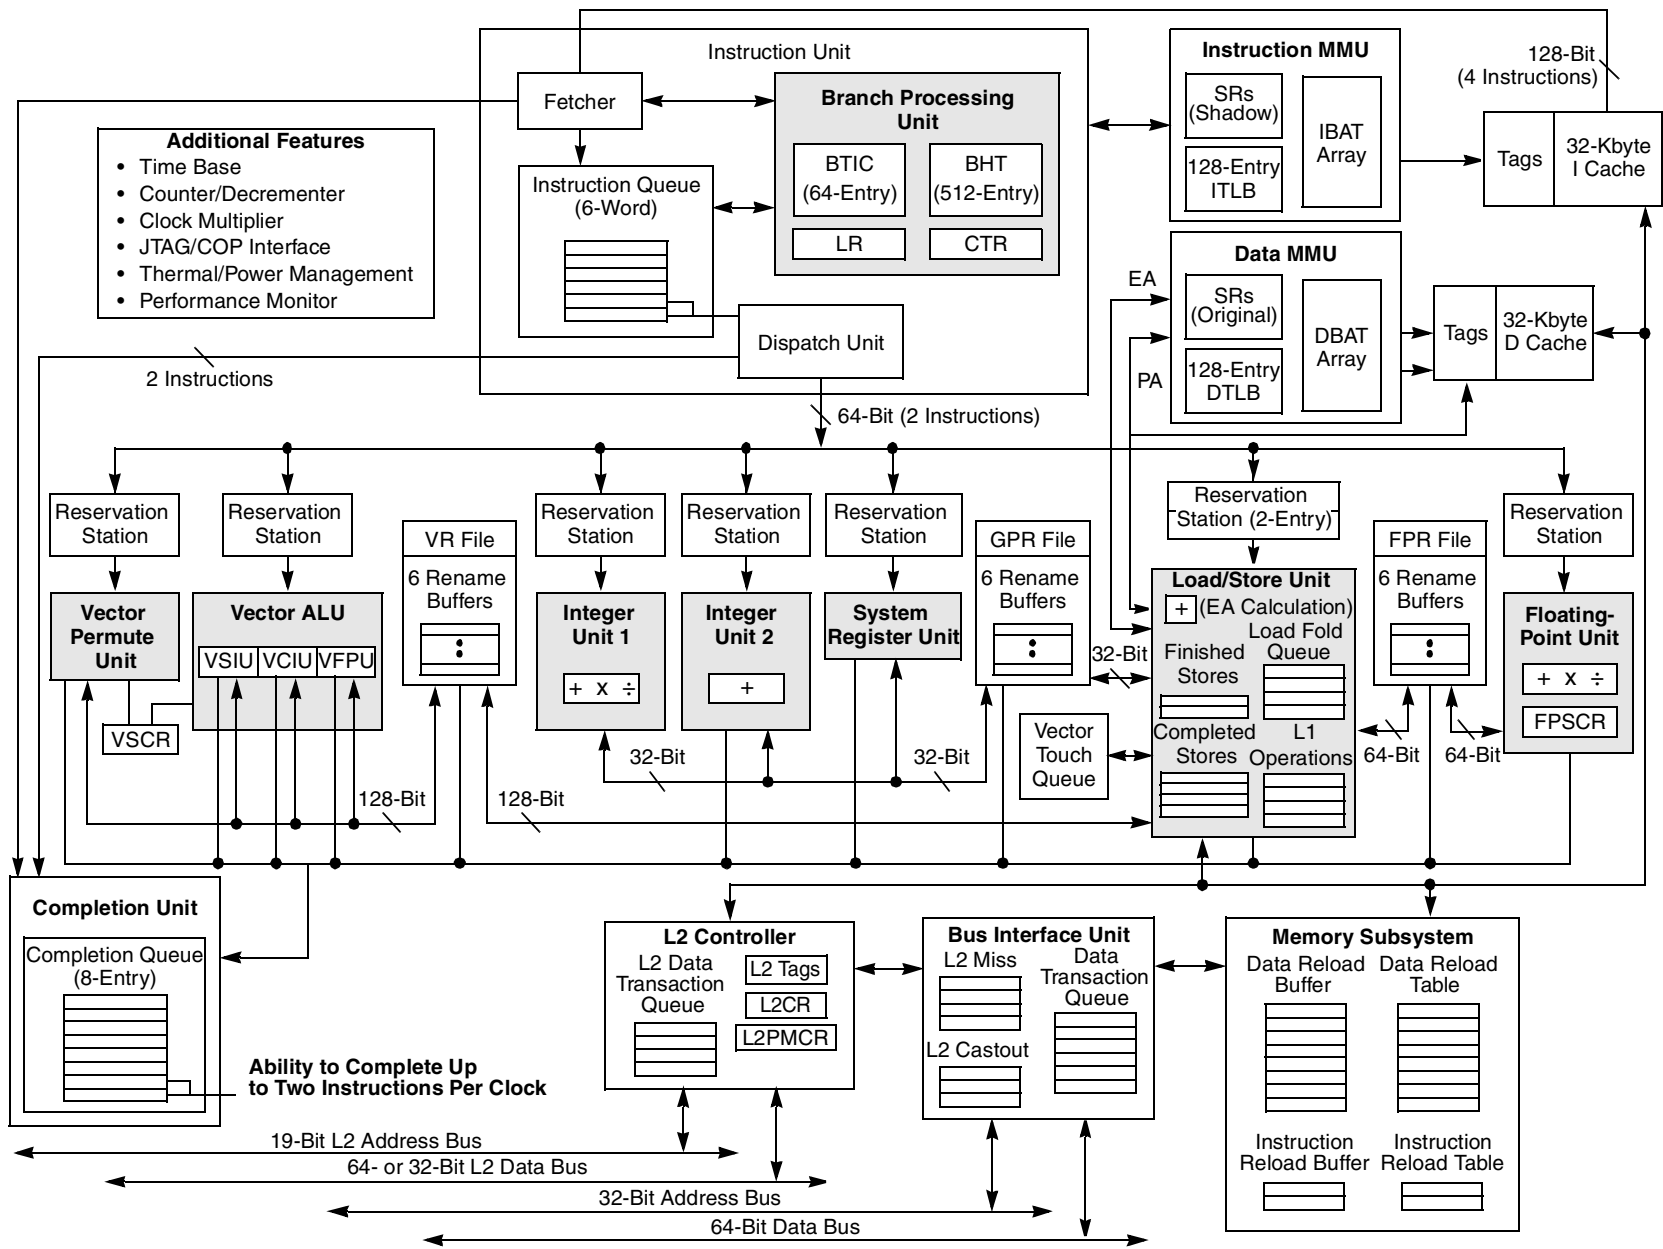 Instruction Unit
Fetcher
Branch Processing
Unit
BTIC
(64-Entry)
BHT
(512-Entry)
LR
CTR
Instruction Queue
(6-Word)
Dispatch Unit
Additional Features
• Time Base
• Counter/Decrementer
• Clock Multiplier
• JTAG/COP Interface
• Thermal/Power Management
• Performance Monitor
Instruction MMU
SRs
(Shadow)
128-Entry
ITLB
IBAT
Array
128-Bit
(4 Instructions)
Tags
32-Kbyte
I Cache
Data MMU
SRs
(Original)
128-Entry
DTLB
DBAT
Array
EA
PA
Tags
32-Kbyte
D Cache
2 Instructions
64-Bit (2 Instructions)
Reservation
Station
Reservation
Station
Reservation
Station
Reservation
Station
Reservation
Station
Reservation
Station (2-Entry)
Reservation
Station
VR File
6 Rename
Buffers
GPR File
6 Rename
Buffers
FPR File
6 Rename
Buffers
Vector
Permute
Unit
Vector ALU
VSIU
VCIU
VFPU
VSCR
Integer
Unit 1
+ x ÷
Integer
Unit 2
+
System
Register Unit
Load/Store Unit
+
(EA Calculation)
Load Fold
Queue
Finished
Stores
Completed
Stores
L1
Operations
Vector
Touch
Queue
Floating-
Point Unit
+ x ÷
FPSCR
128-Bit
128-Bit
32-Bit
32-Bit
32-Bit
64-Bit
64-Bit
Completion Unit
Completion Queue
(8-Entry)
Ability to Complete Up
to Two Instructions Per Clock
L2 Controller
L2 Data
Transaction
Queue
L2 Tags
L2CR
L2PMCR
Bus Interface Unit
L2 Miss
Data
Transaction
Queue
L2 Castout
Memory Subsystem
Data Reload
Buffer
Data Reload
Table
Instruction
Reload Buffer
Instruction
Reload Table
19-Bit L2 Address Bus
64- or 32-Bit L2 Data Bus
32-Bit Address Bus
64-Bit Data Bus